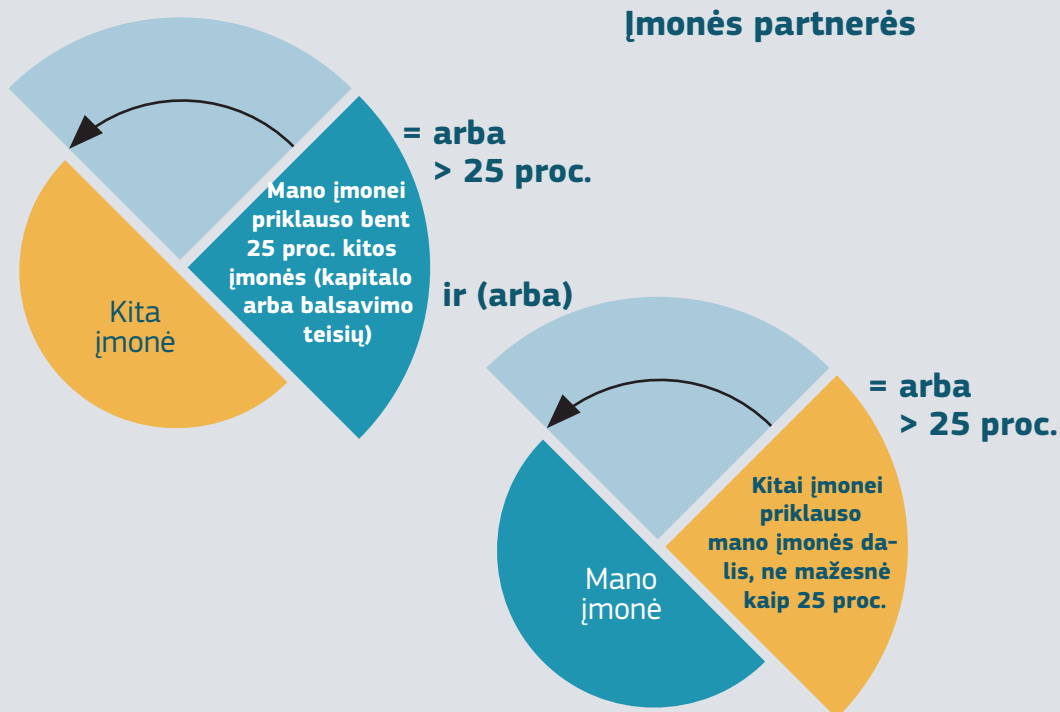 Įmonės partnerės
= arba
> 25 proc.
Mano įmonei
priklauso bent
25 proc. kitos
įmonės (kapitalo
arba balsavimo
teisių)
Kita
įmonė
ir (arba)
= arba
> 25 proc.
Kitai įmonei
priklauso
mano įmonės da-
lis, ne mažesnė
kaip 25 proc.
Mano
įmonė